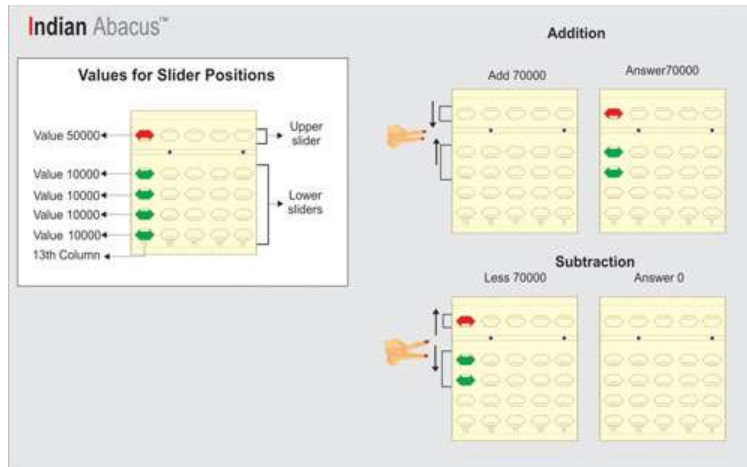 Indian Abacus™
Values for Slider Positions
Value 50000
Upper
slider
Value 10000
Value 10000
Value 10000
Value 10000
Lower
sliders
13th Column
Addition
Add 70000
Answer70000
Subtraction
Less 70000
Answer 0